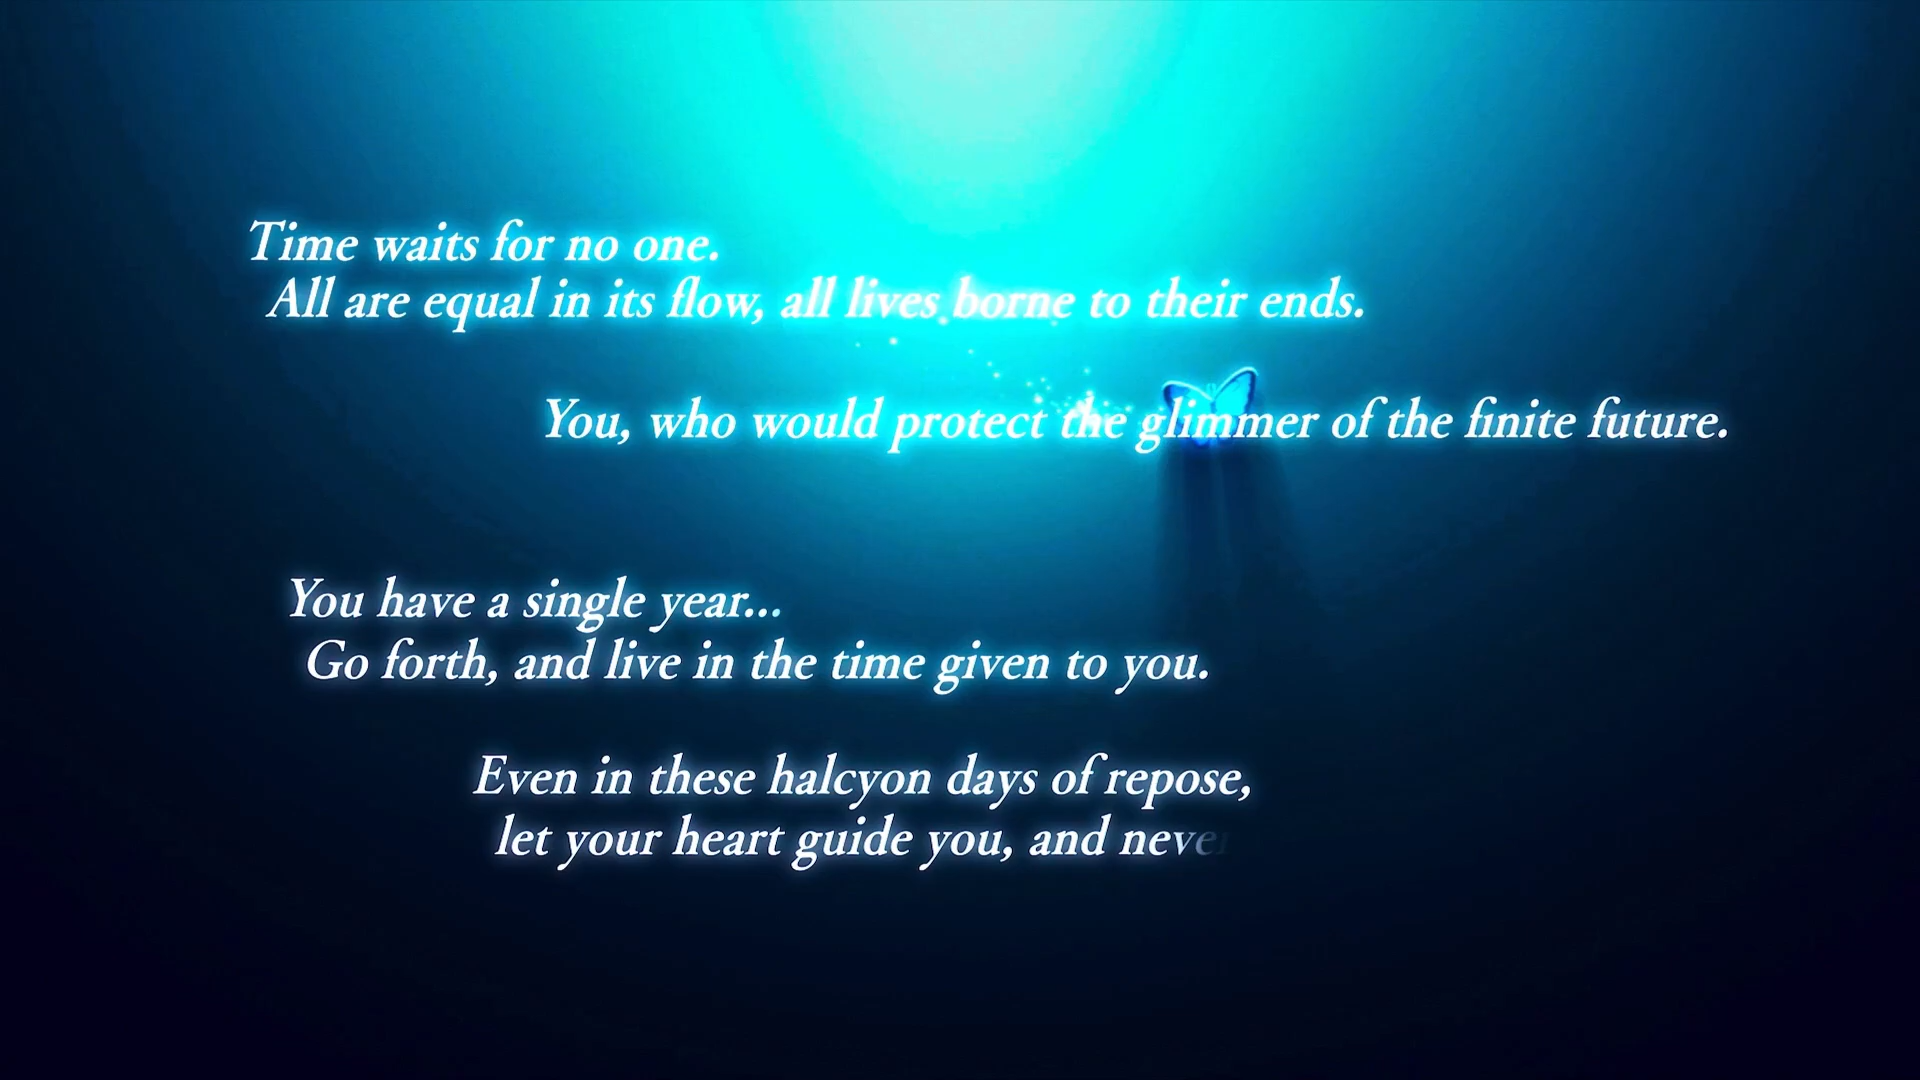 Time waits for no one.
All are equal in its flow, all lives borne to their ends.
You, who would protect the glimmer of the finite future.
You have a single year...
Go forth, and live in the time given to you.
Even in these halcyon days of repose,
let your heart guide you, and never